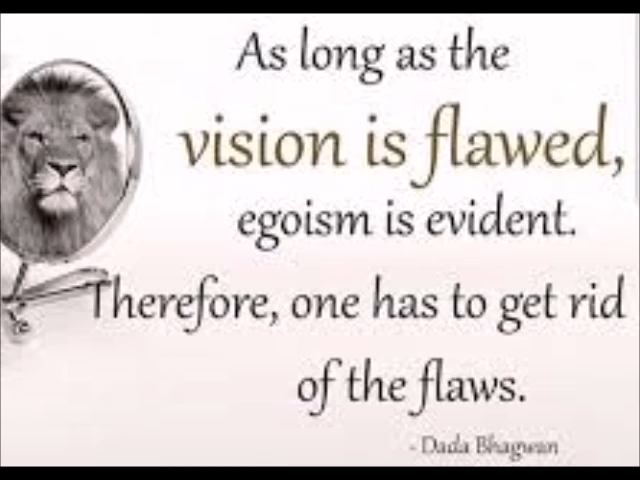 As long as the
vision is flawed,
egoism is evident.
Therefore, one has to get rid
of the flaws.
- Dada Bhagwan